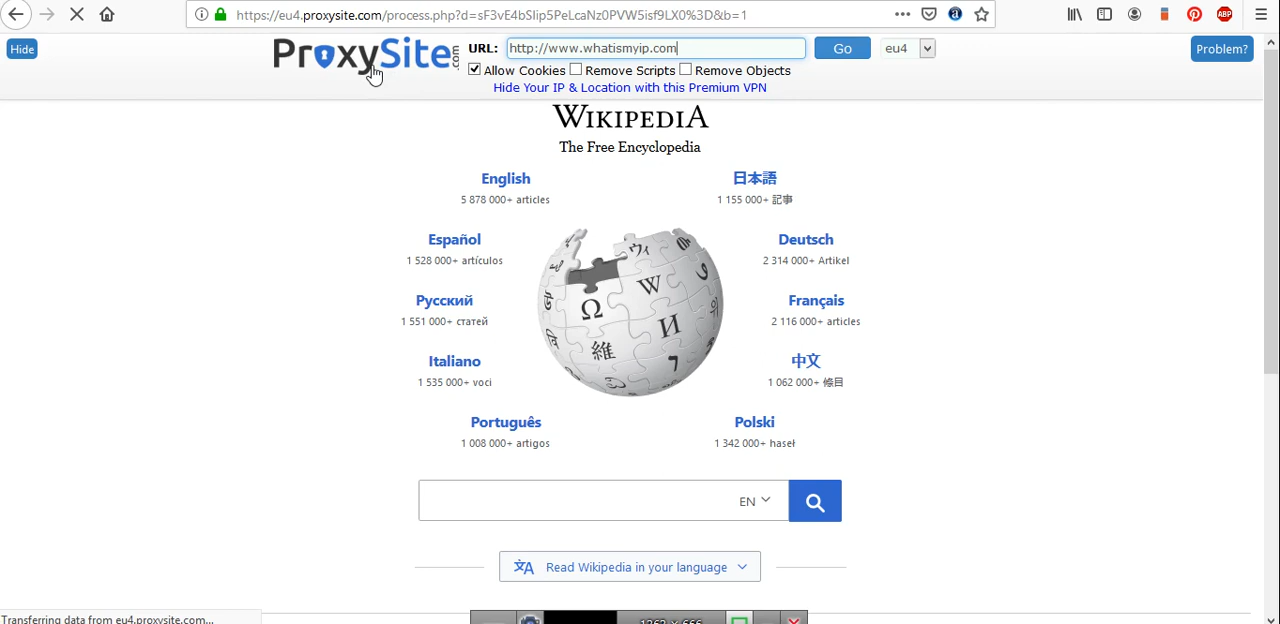 https://eu4.proxysite.com/process.php?d=sF3vE4bSIip5PeLcaNz0PVW5isf9LX0%3D&b=1
ABP
Hide
ProxySite.com
URL: http://www.whatismyip.com
Go
eu4
Problem?
Allow Cookies Remove Scripts Remove Objects
Hide Your IP & Location with this Premium VPN
WIKIPEDIA
The Free Encyclopedia
English
5 878 000+ articles
日本語
1 155 000+ 記事
Español
1 528 000+ artículos
Deutsch
2 314 000+ Artikel
Русский
1 551 000+ статей
Français
2 116 000+ articles
Italiano
1 535 000+ voci
中文
1 062 000+ 條目
Português
1 008 000+ artigos
Polski
1 342 000+ haseł
Ω
W
И
維
ウィ
EN
Read Wikipedia in your language
Transferring data from eu4.proxysite.com...